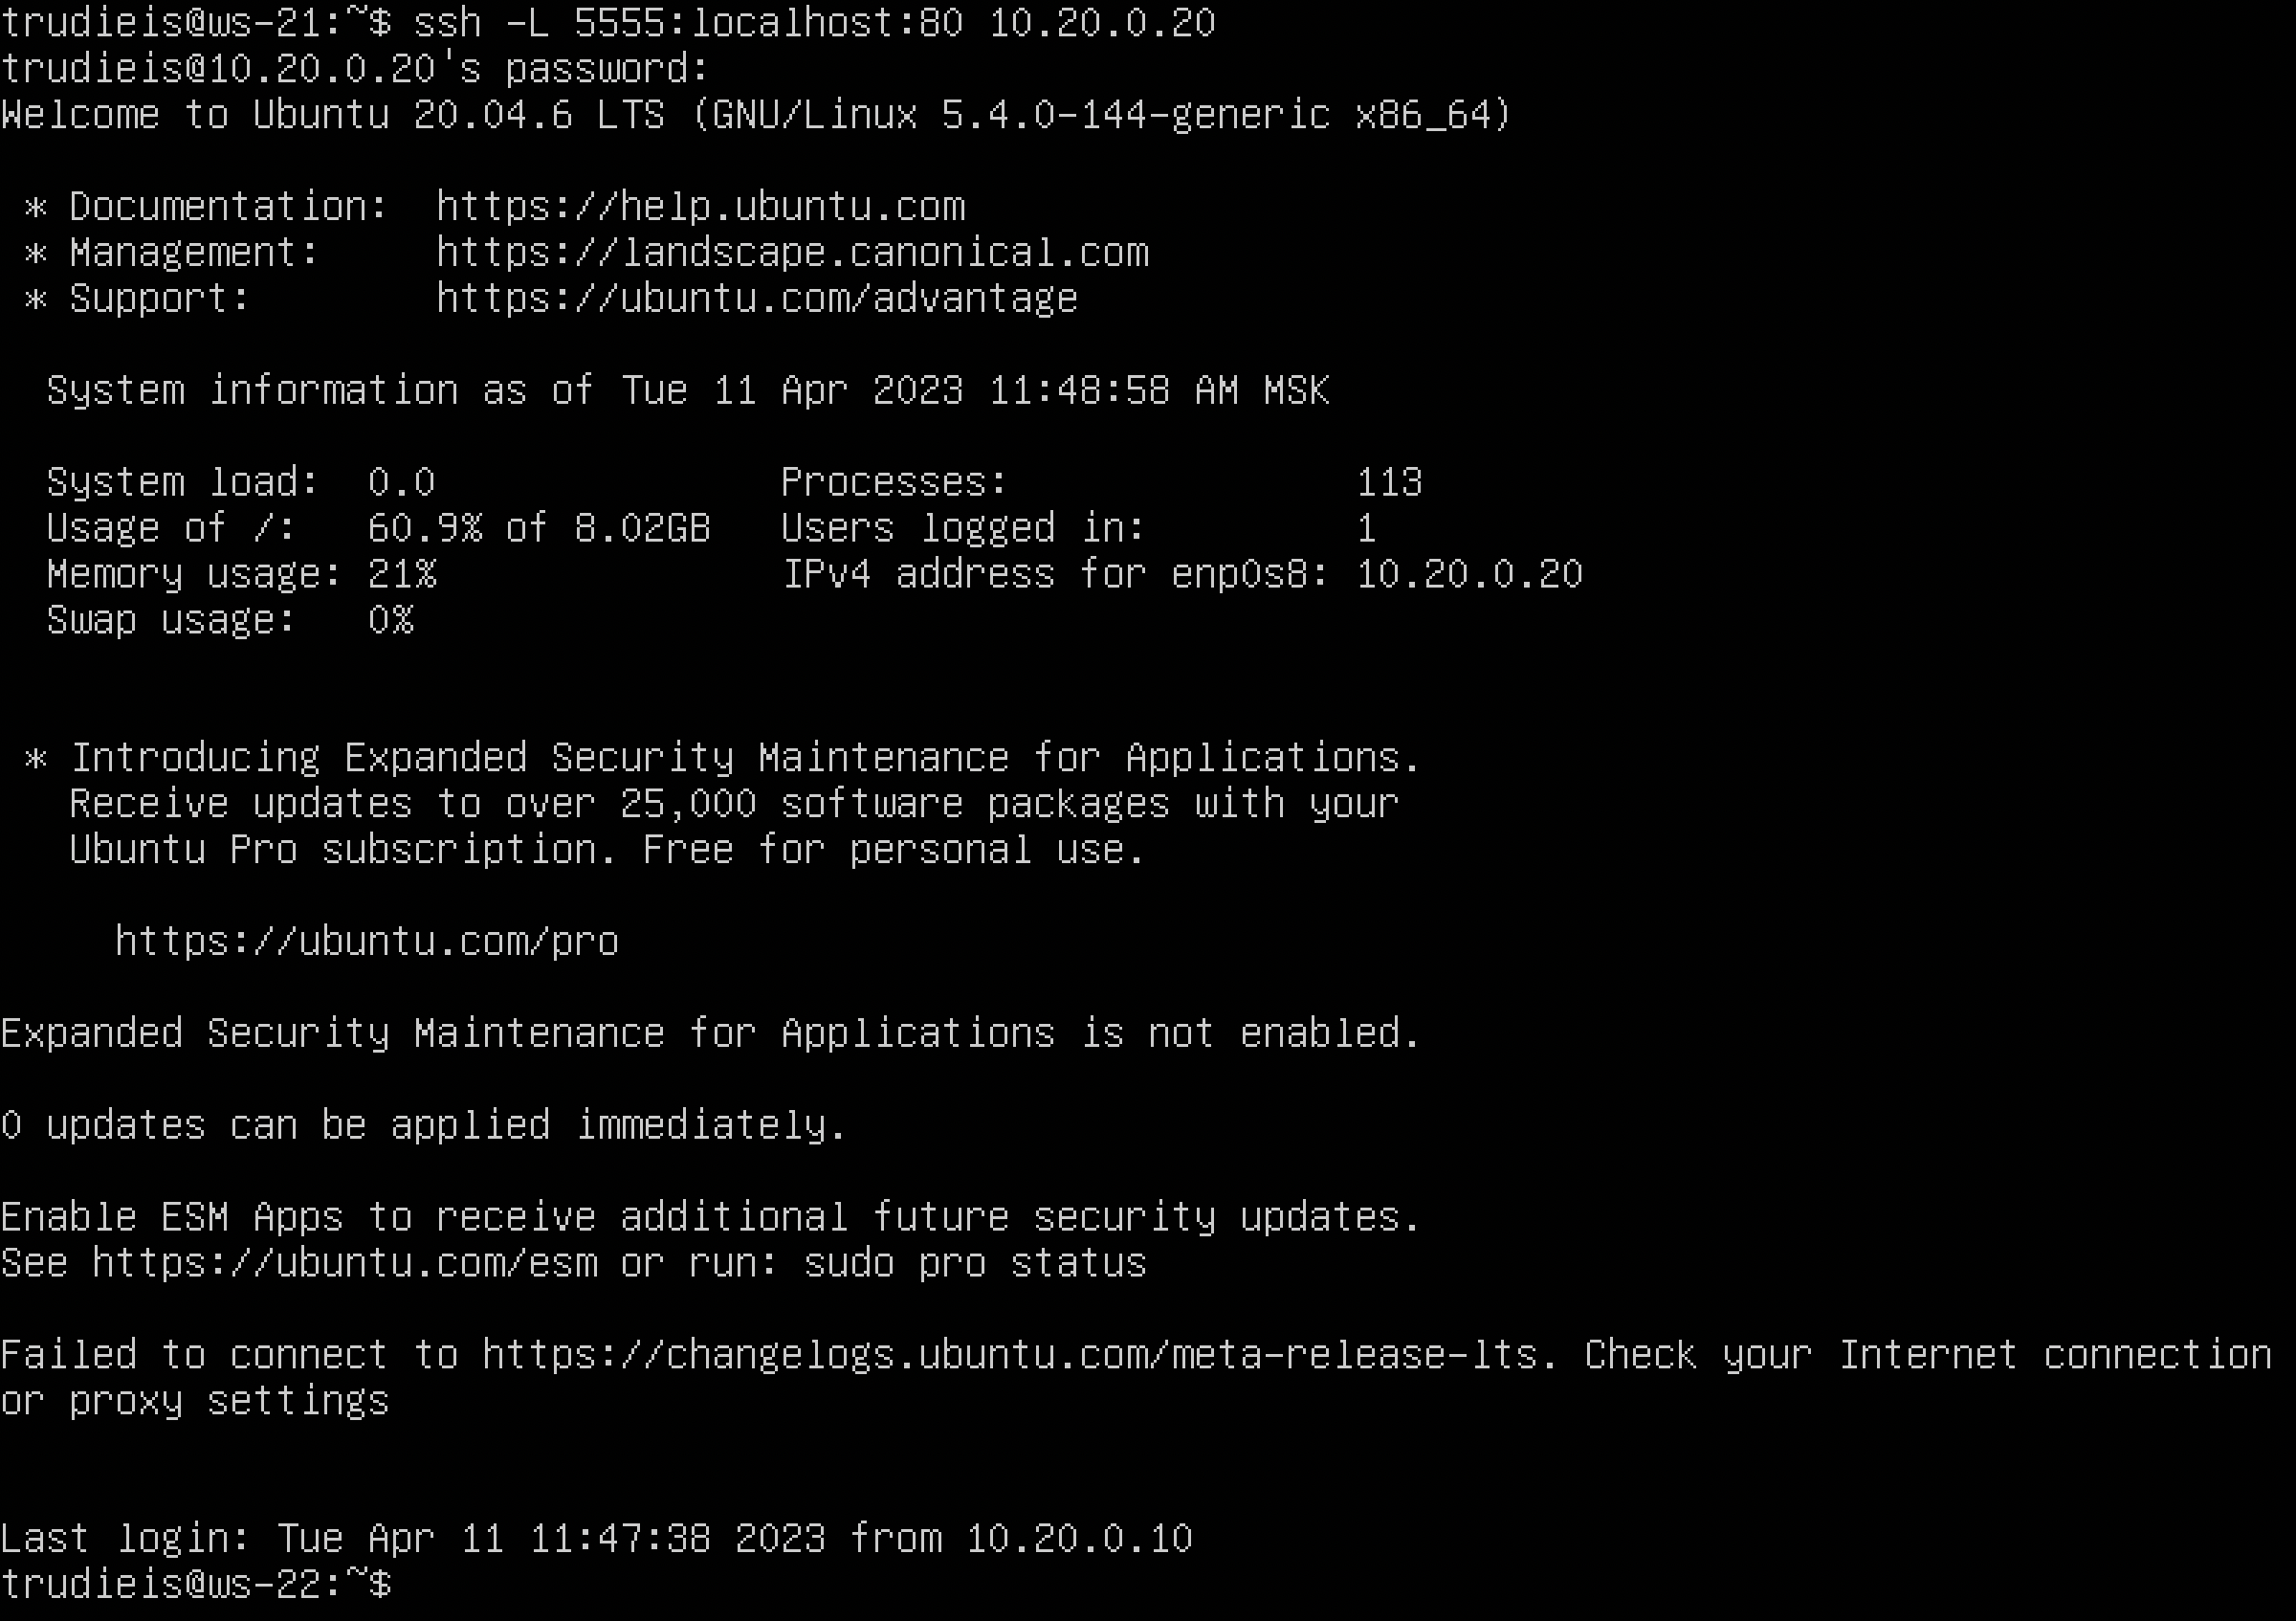 trudieis@ws-21:~$ ssh -L 5555:localhost:80 10.20.0.20
trudieis@10.20.0.20's password:
Welcome to Ubuntu 20.04.6 LTS (GNU/Linux 5.4.0-144-generic x86_64)
* Documentation:  https://help.ubuntu.com
* Management:     https://landscape.canonical.com
* Support:        https://ubuntu.com/advantage
System information as of Tue 11 Apr 2023 11:48:58 AM MSK
System load:  0.0               Processes:               113
Usage of /:   60.9% of 8.02GB   Users logged in:         1
Memory usage: 21%               IPv4 address for enp0s8: 10.20.0.20
Swap usage:   0%
* Introducing Expanded Security Maintenance for Applications.
Receive updates to over 25,000 software packages with your
Ubuntu Pro subscription. Free for personal use.
https://ubuntu.com/pro
Expanded Security Maintenance for Applications is not enabled.
0 updates can be applied immediately.
Enable ESM Apps to receive additional future security updates.
See https://ubuntu.com/esm or run: sudo pro status
Failed to connect to https://changelogs.ubuntu.com/meta-release-lts. Check your Internet connection
or proxy settings
Last login: Tue Apr 11 11:47:38 2023 from 10.20.0.10
trudieis@ws-22:~$